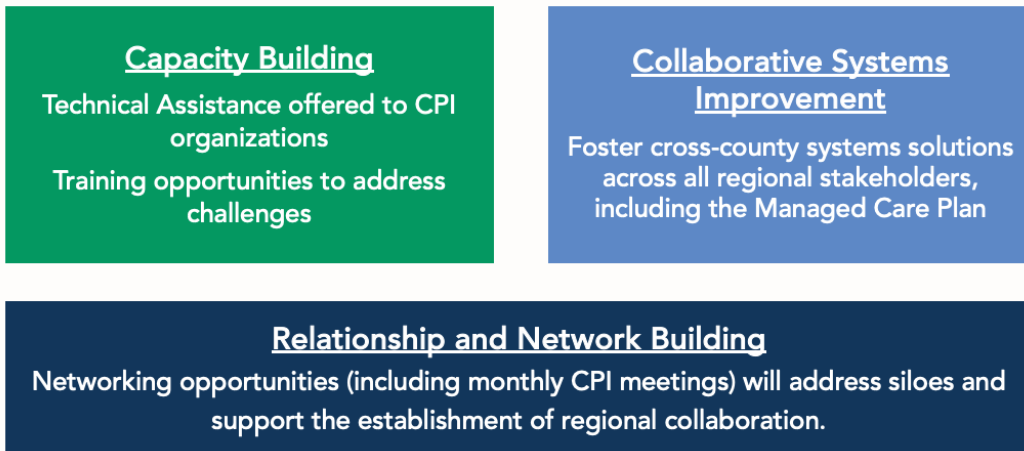 Capacity Building
Technical Assistance offered to CPI
organizations
Training opportunities to address
challenges
Collaborative Systems
Improvement
Foster cross-county systems solutions
across all regional stakeholders,
including the Managed Care Plan
Relationship and Network Building
Networking opportunities (including monthly CPI meetings) will address siloes and
support the establishment of regional collaboration.